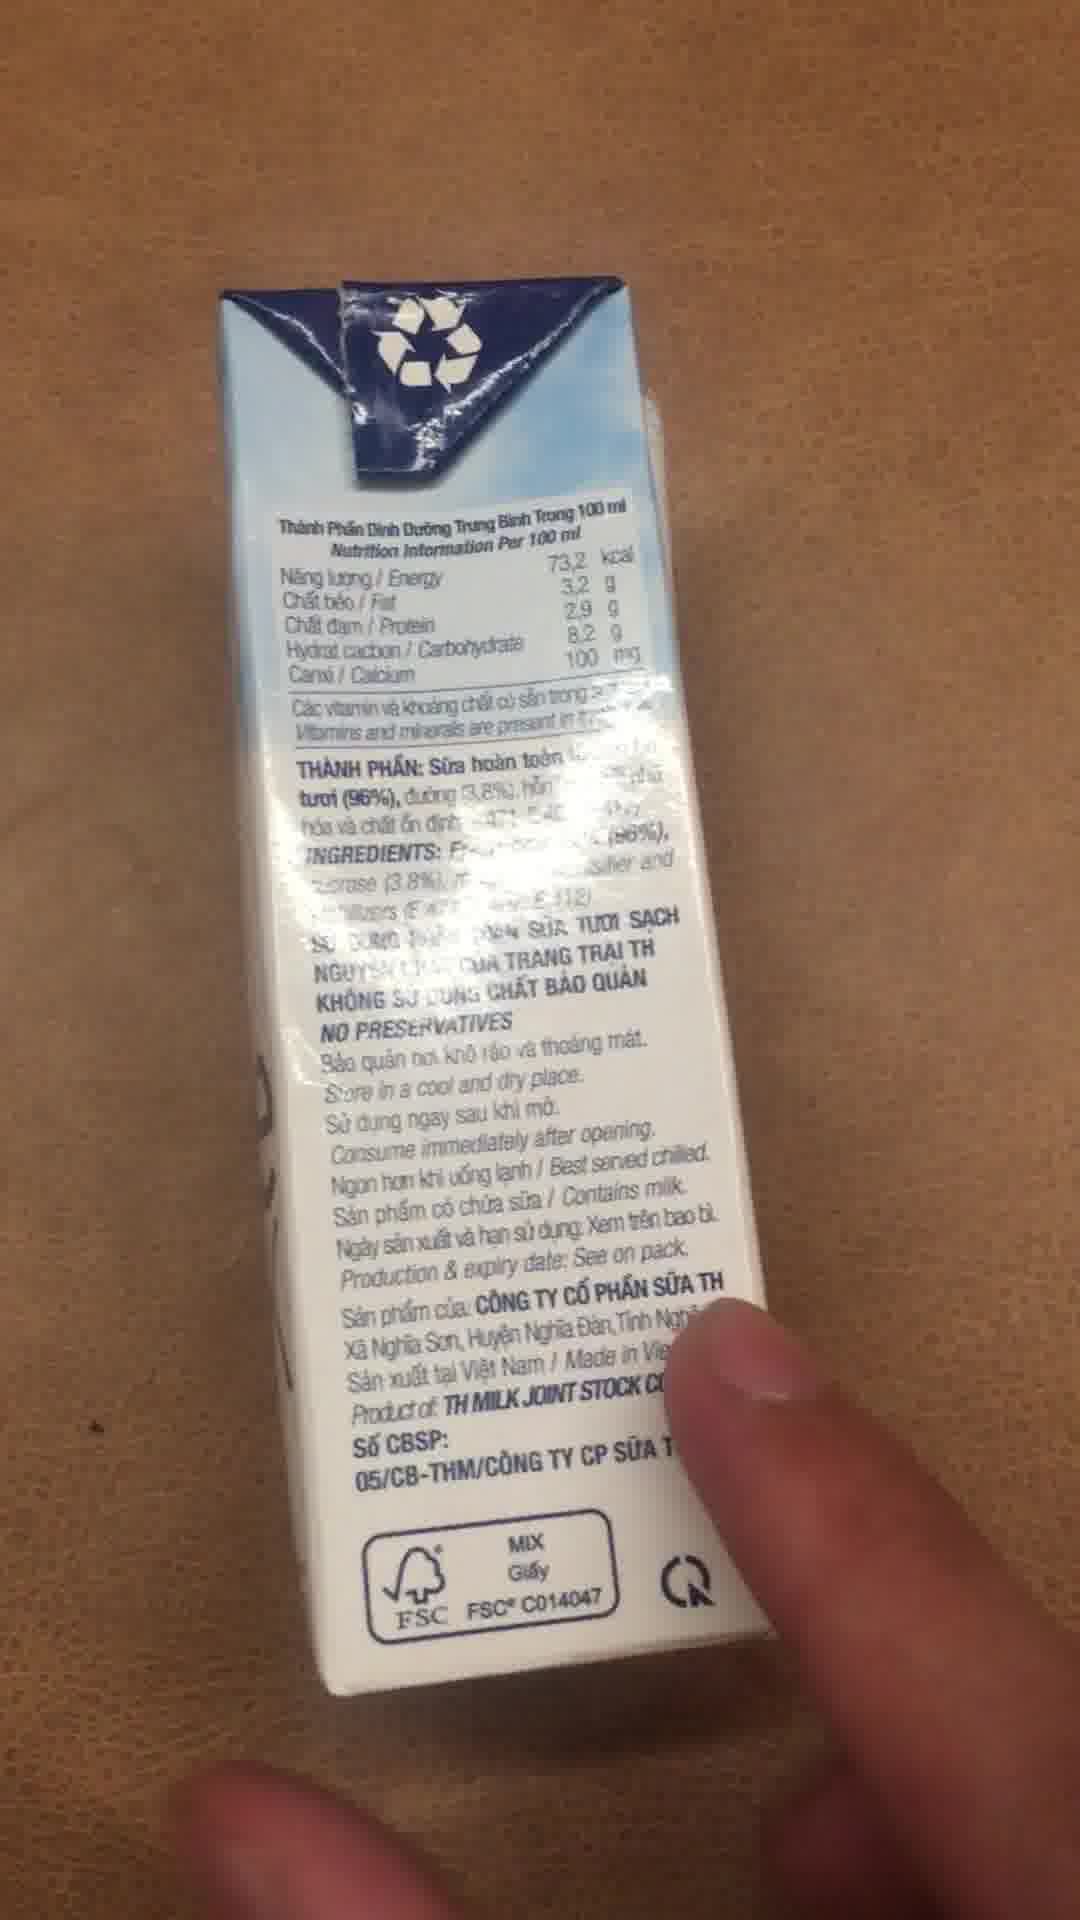 Thành Phần Dinh Dưỡng Trung Bình Trong 100 ml
Nutrition Information Per 100 ml
Năng lượng / Energy 73,2 kcal
Chất béo / Fat 3,2 g
Chất đạm / Protein 2,9 g
Hydrat cacbon / Carbohydrate 8,2 g
Canxi / Calcium 100 mg
Các vitamin và khoáng chất có sẵn trong
Vitamins and minerals are present in
THÀNH PHẦN: Sữa hoàn toàn
tươi (96%), đường (3,8%), hỗn
hóa và chất ổn định
INGREDIENTS: (96%),
(3.8%), and
SỮA TƯƠI SẠCH
CỦA TRANG TRẠI TH
KHÔNG SỬ DỤNG CHẤT BẢO QUẢN
NO PRESERVATIVES
Bảo quản nơi khô ráo và thoáng mát.
Store in a cool and dry place.
Sử dụng ngay sau khi mở.
Consume immediately after opening.
Ngon hơn khi uống lạnh / Best served chilled.
Sản phẩm có chứa sữa / Contains milk.
Ngày sản xuất và hạn sử dụng: Xem trên bao bì.
Production & expiry date: See on pack.
Sản phẩm của: CÔNG TY CỔ PHẦN SỮA TH
Xã Nghĩa Sơn, Huyện Nghĩa Đàn, Tỉnh
Sản xuất tại Việt Nam / Made in
Product of: TH MILK JOINT STOCK
Số CBSP:
05/CB-THM/CÔNG TY CP SỮA
MIX
Giấy
FSC FSC® C014047